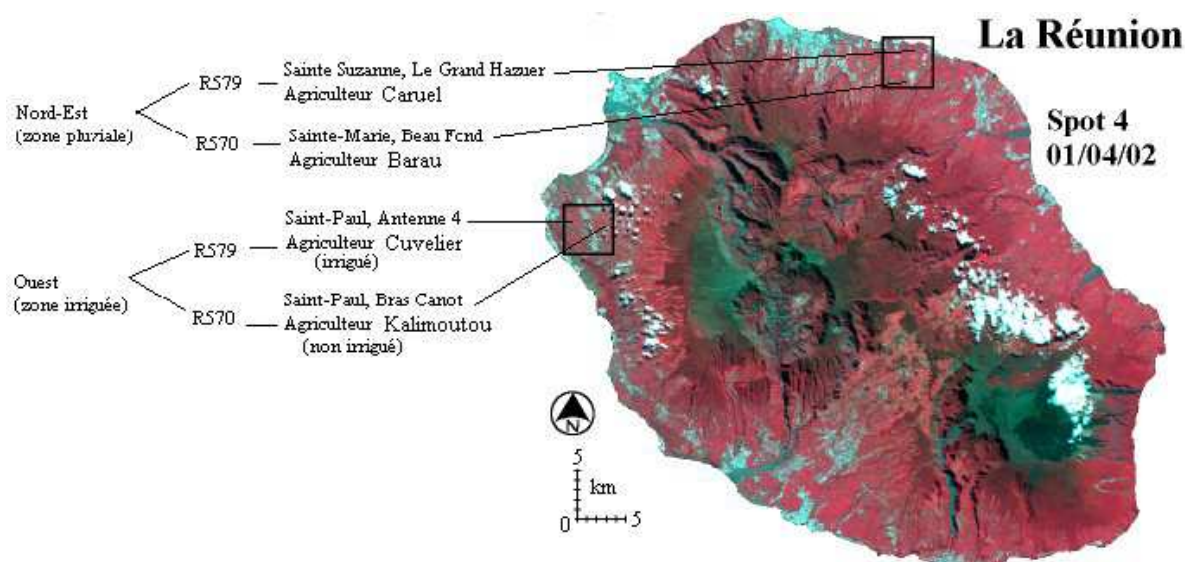 La Réunion
Spot 4
01/04/02
Nord-Est
(zone pluviale)
R579
Sainte Suzanne, Le Grand Hazuer
Agriculteur Caruel
R570
Sainte-Marie, Beau Fcnd
Agriculteur Barau
Ouest
(zone irriguée)
R579
Saint-Paul, Antenne 4
Agriculteur Cuvelier
(irrigué)
R570
Saint-Paul, Bras Canot
Agriculteur Kalimoutou
(non irrigué)
N
5
km
0
5